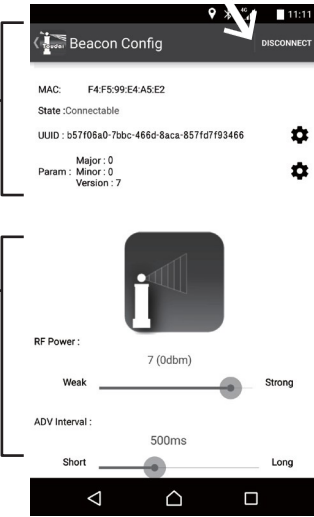 4G 11:11
Beacon Config DISCONNECT
MAC: F4:F5:99:E4:A5:E2
State :Connectable
UUID : b57f06a0-7bbc-466d-8aca-857fd7f93466
Major : 0
Param : Minor : 0
Version : 7
RF Power :
7 (0dbm)
Weak Strong
ADV Interval :
500ms
Short Long